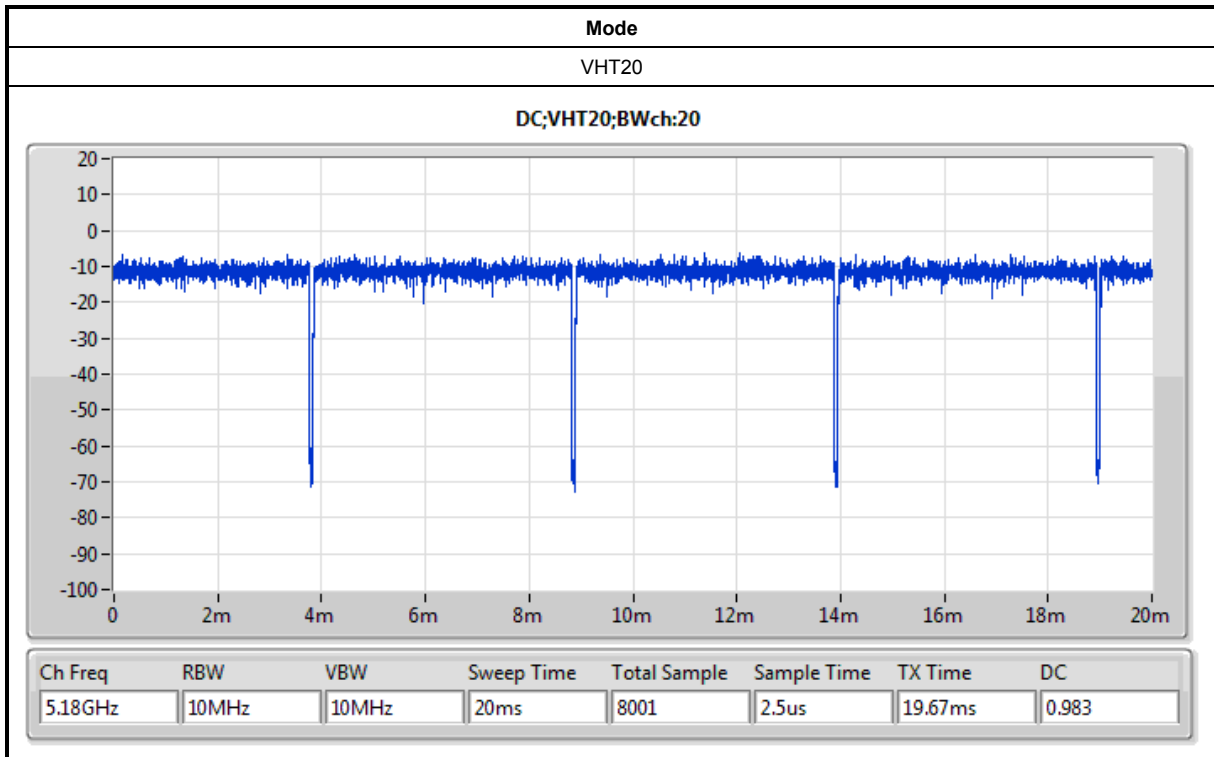 Mode
VHT20
DC;VHT20;BWch:20
20
10
0
-10
-20
-30
-40
-50
-60
-70
-80
-90
-100
0 2m 4m 6m 8m 10m 12m 14m 16m 18m 20m
Ch Freq RBW VBW Sweep Time Total Sample Sample Time TX Time DC
5.18GHz 10MHz 10MHz 20ms 8001 2.5us 19.67ms 0.983